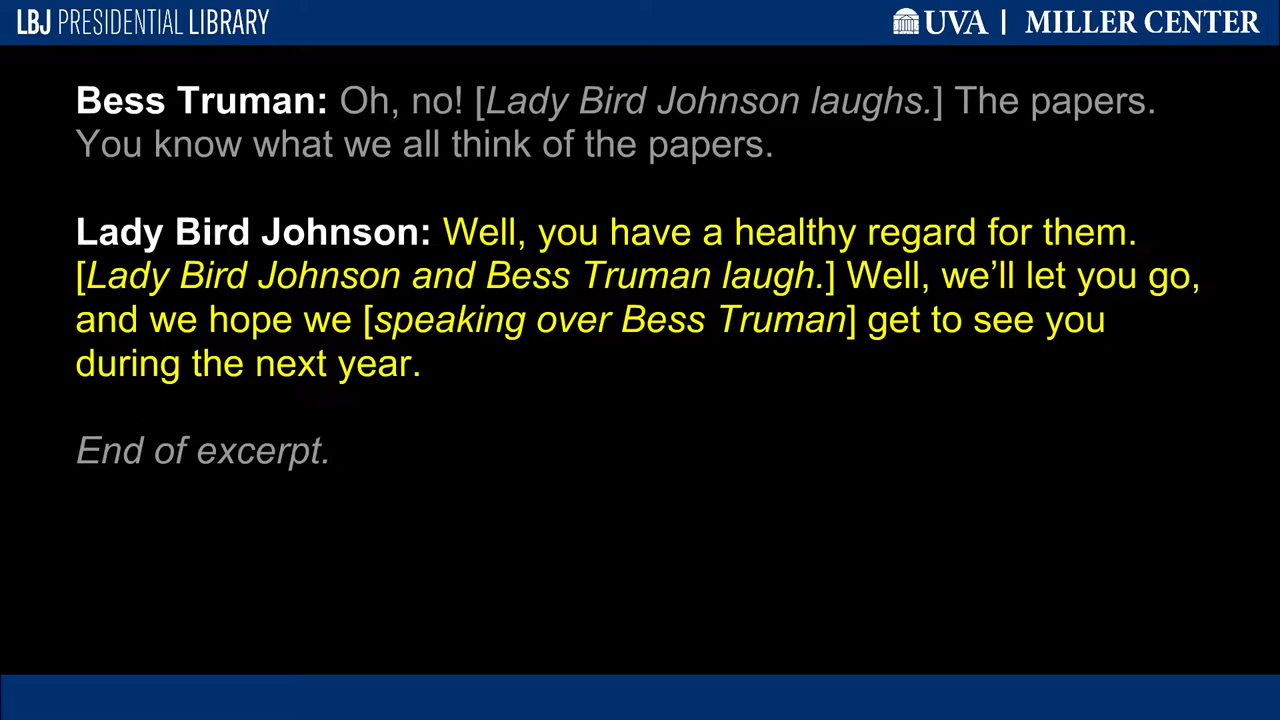 LBJ PRESIDENTIAL LIBRARY
UVA | MILLER CENTER
Bess Truman: Oh, no! [Lady Bird Johnson laughs.] The papers.
You know what we all think of the papers.
Lady Bird Johnson: Well, you have a healthy regard for them.
[Lady Bird Johnson and Bess Truman laugh.] Well, we’ll let you go,
and we hope we [speaking over Bess Truman] get to see you
during the next year.
End of excerpt.